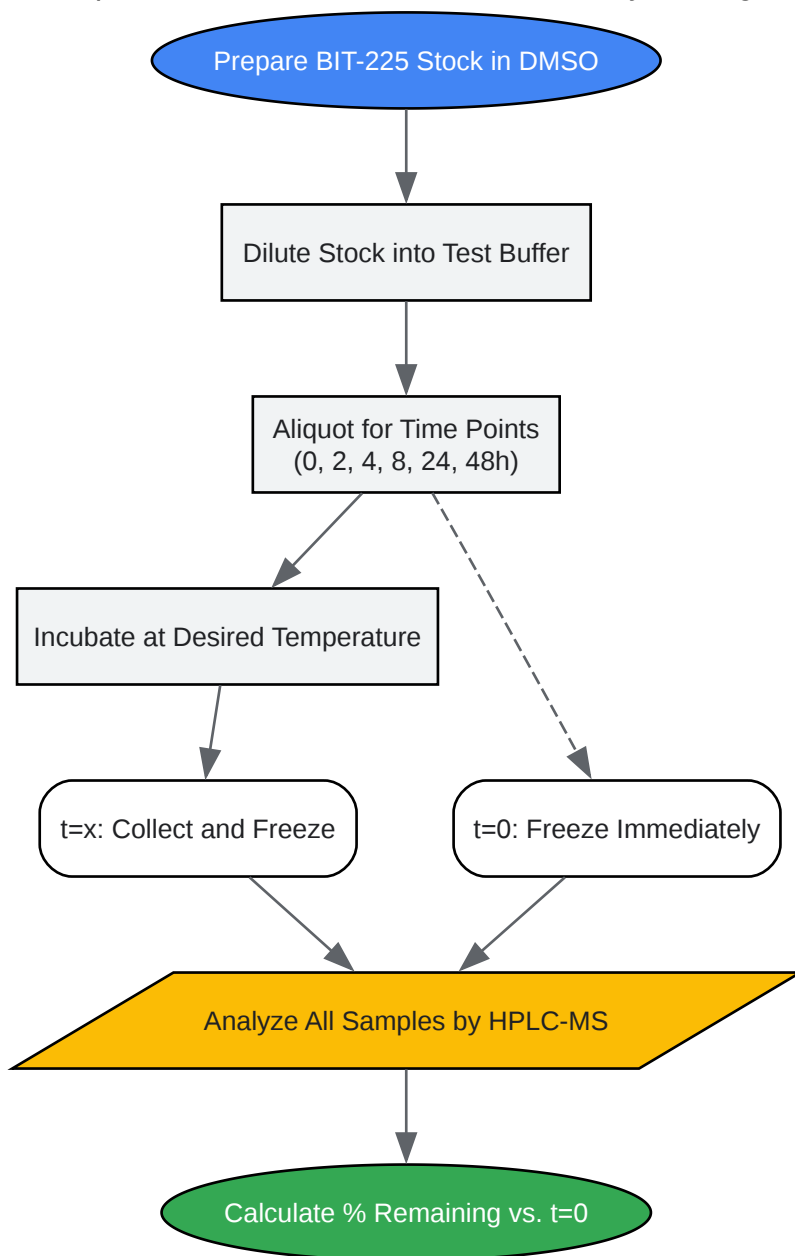 Prepare BIT-225 Stock in DMSO
Dilute Stock into Test Buffer
Aliquot for Time Points
(0, 2, 4, 8, 24, 48h)
Incubate at Desired Temperature
t=x: Collect and Freeze
t=0: Freeze Immediately
Analyze All Samples by HPLC-MS
Calculate % Remaining vs. t=0